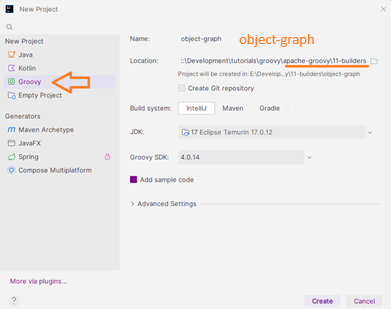 New Project
New Project
Java
Kotlin
Groovy
Empty Project
Generators
Maven Archetype
JavaFX
Spring
Compose Multiplatform
More via plugins...
Name: object-graph
object-graph
Location: :\Development\tutorials\groovy\apache-groovy\11-builders
Project will be created in: E:\Develop...y\11-builders\object-graph
Create Git repository
Build system: IntelliJ Maven Gradle
JDK: 17 Eclipse Temurin 17.0.12
Groovy SDK: 4.0.14
Add sample code
Advanced Settings
? Create Cancel